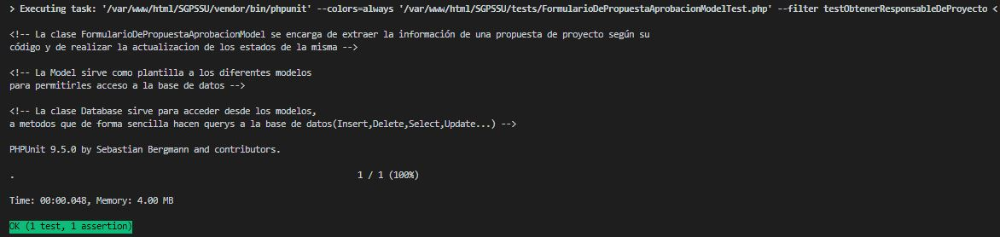 > Executing task: '/var/www/html/SGPSSU/vendor/bin/phpunit' --colors=always '/var/www/html/SGPSSU/tests/FormularioDePropuestaAprobacionModelTest.php' --filter testObtenerResponsableDeProyecto <
<!-- La clase FormularioDePropuestaAprobacionModel se encarga de extraer la información de una propuesta de proyecto según su
código y de realizar la actualizacion de los estados de la misma -->
<!-- La Model sirve como plantilla a los diferentes modelos
para permitirles acceso a la base de datos -->
<!-- La clase Database sirve para acceder desde los modelos,
a metodos que de forma sencilla hacen querys a la base de datos(Insert,Delete,Select,Update...) -->
PHPUnit 9.5.0 by Sebastian Bergmann and contributors.
. 1 / 1 (100%)
Time: 00:00.048, Memory: 4.00 MB
OK (1 test, 1 assertion)